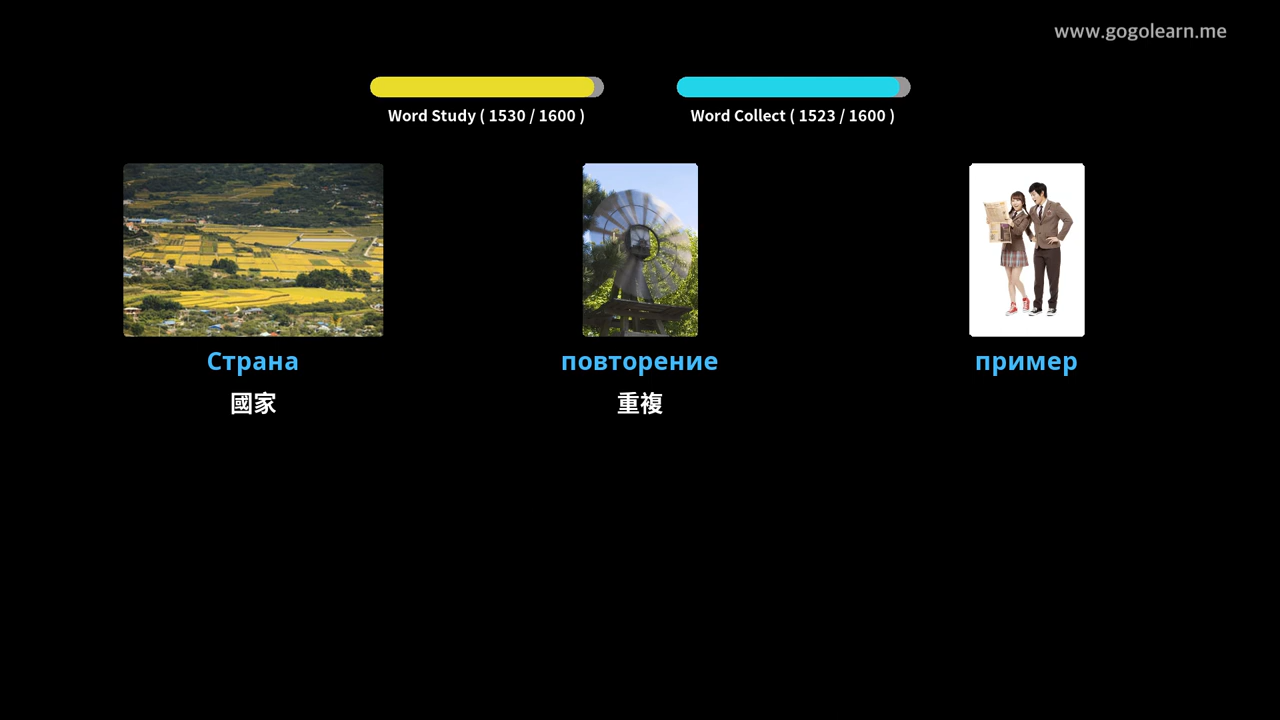 www.gogolearn.me
Word Study ( 1530 / 1600 )
Word Collect ( 1523 / 1600 )
Страна
повторение
пример
國家
重複